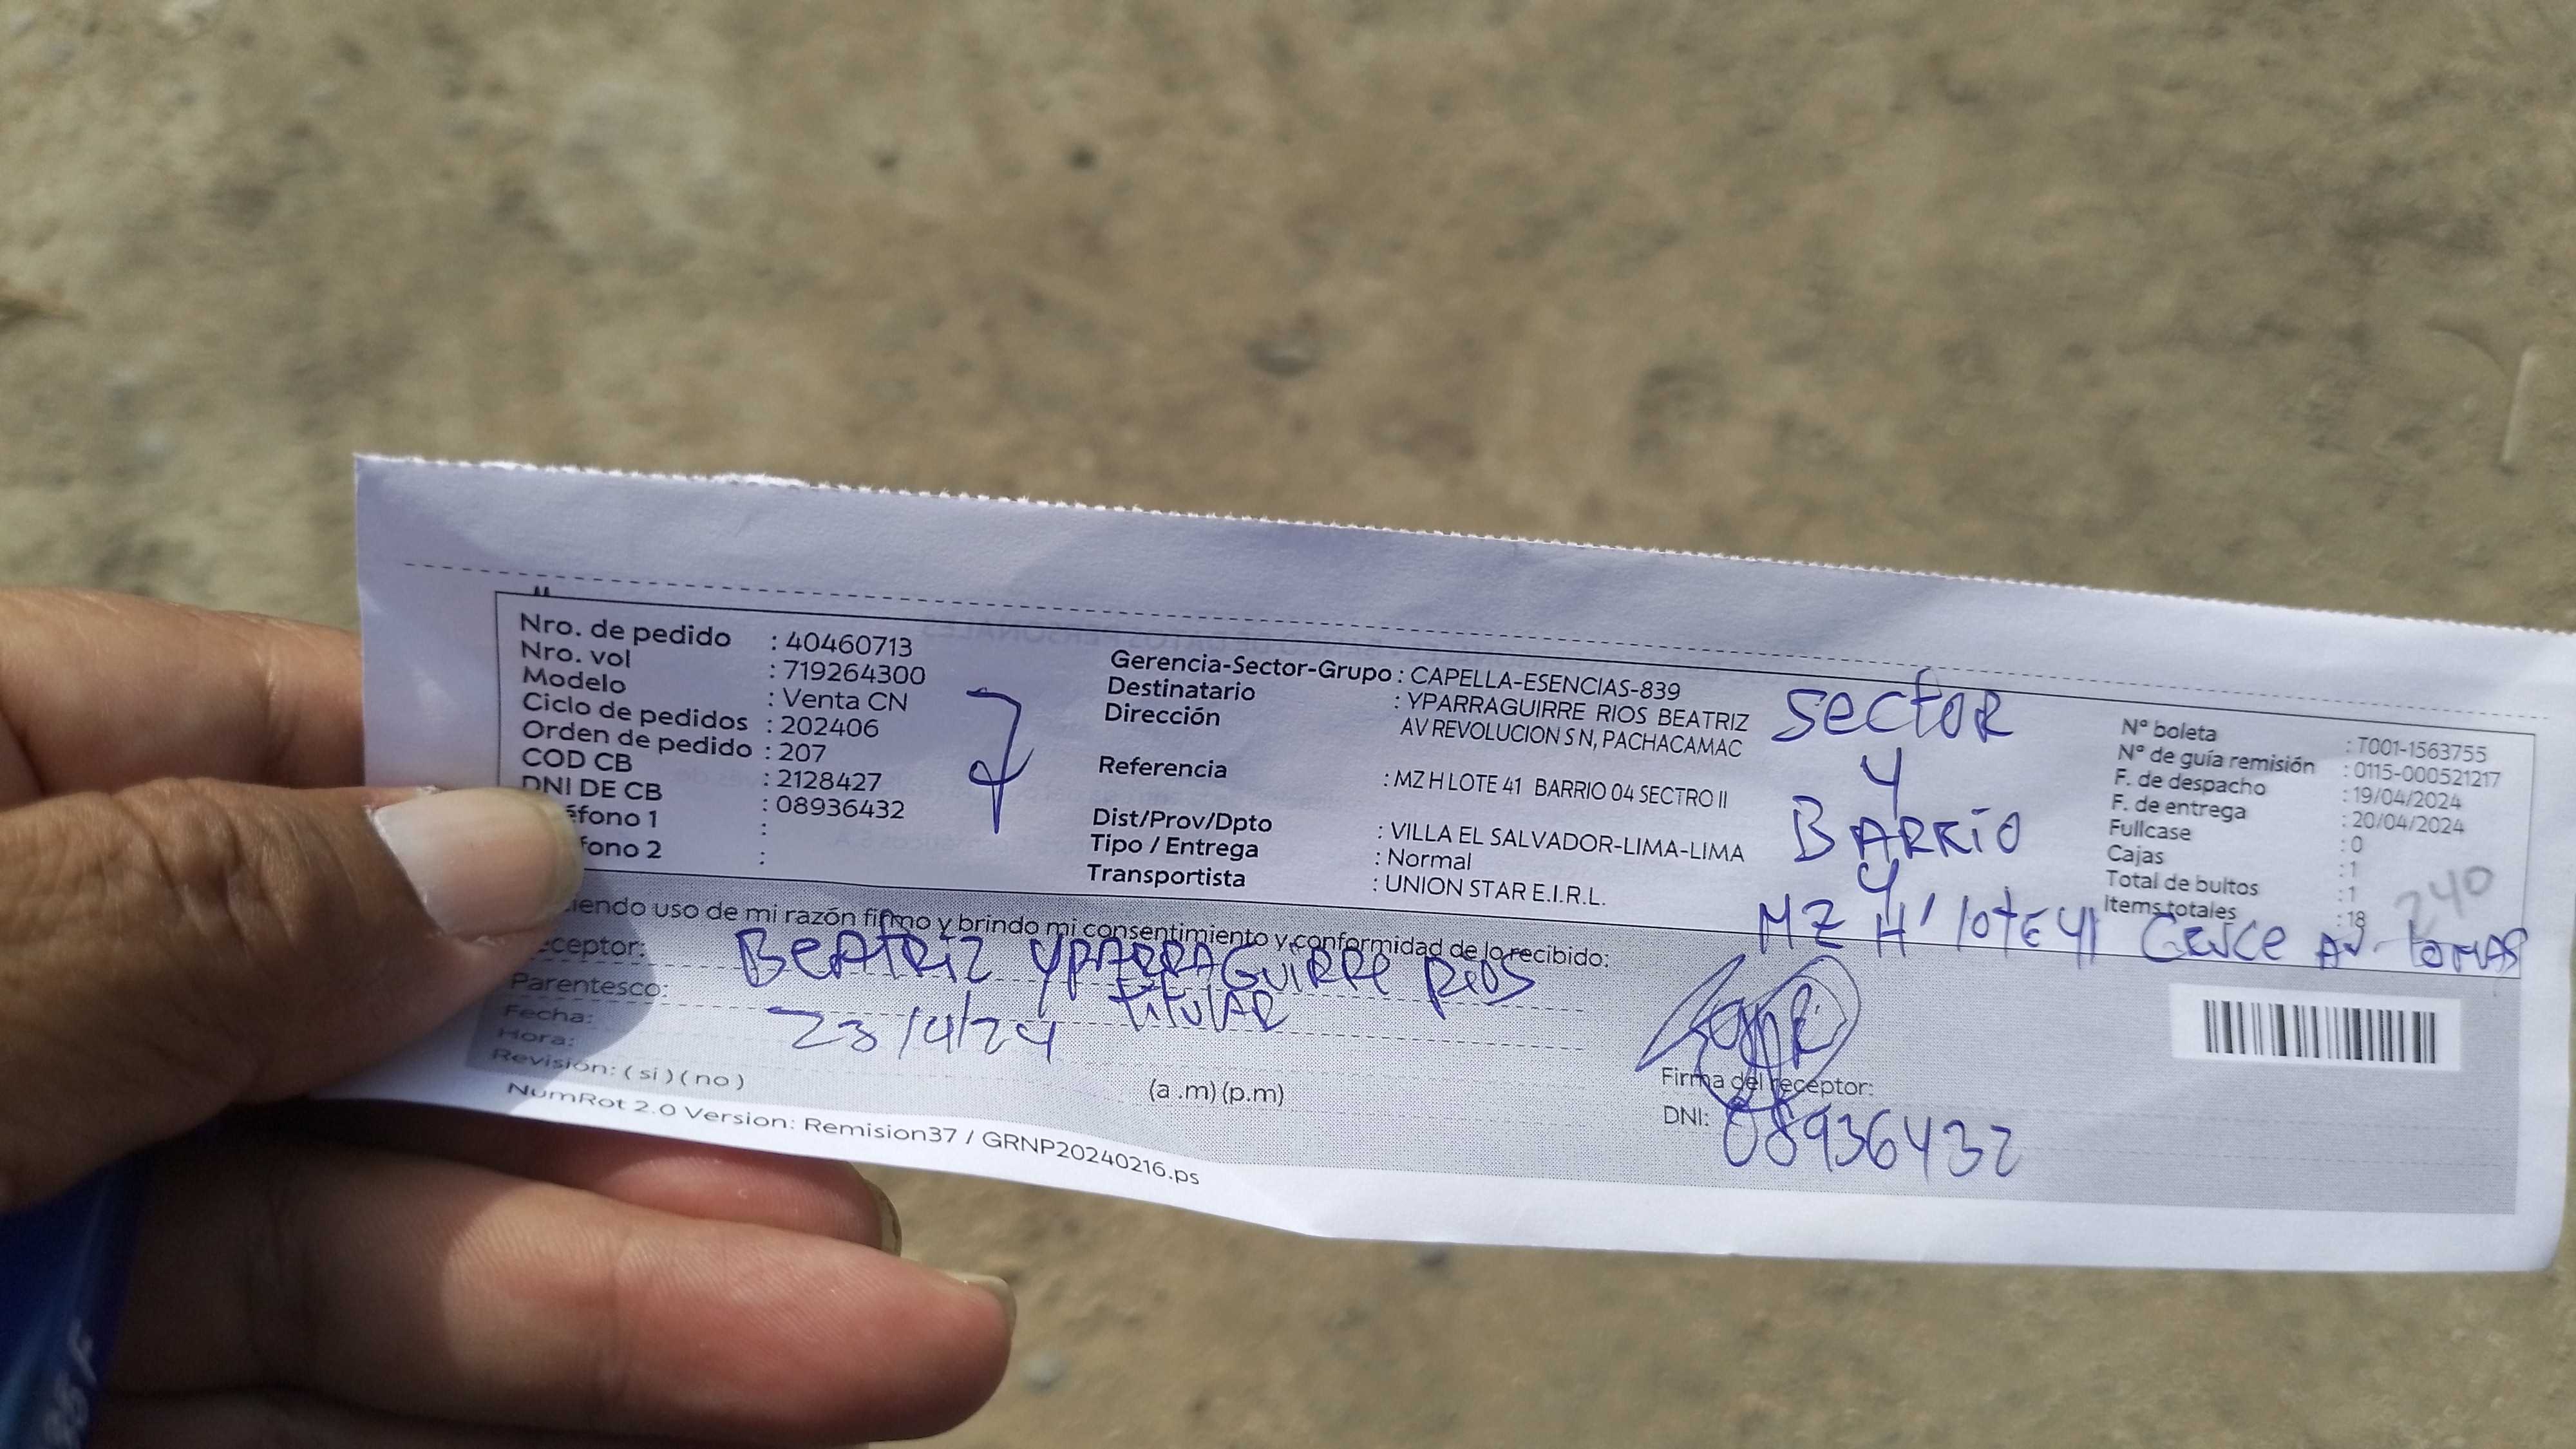 Nro. de pedido : 40460713
Nro. vol : 719264300
Modelo : Venta CN
Ciclo de pedidos : 202406
Orden de pedido : 207
COD CB : 2128427
DNI DE CB : 08936432
éfono 1 :
fono 2 :
7
Gerencia-Sector-Grupo : CAPELLA-ESENCIAS-839
Destinatario : YPARRAGUIRRE RIOS BEATRIZ
Dirección AV REVOLUCION S N, PACHACAMAC
Referencia : MZ H LOTE 41 BARRIO 04 SECTRO II
Dist/Prov/Dpto : VILLA EL SALVADOR-LIMA-LIMA
Tipo / Entrega : Normal
Transportista : UNION STAR E.I.R.L.
Sector
4
BARRIO
4
MZ H' lote 41 Cerce Av. tomas
Nº boleta : T001-1563755
Nº de guía remisión : 0115-000521217
F. de despacho : 19/04/2024
F. de entrega : 20/04/2024
Fullcase : 0
Cajas : 1
Total de bultos : 1
Items totales : 18
240
iendo uso de mi razón firmo y brindo mi consentimiento y conformidad de lo recibido:
eceptor: BeATRiz YPARRAGUiRRe RioS
Parentesco: titulAR
Fecha: 23/4/24
Hora: (a .m) (p.m)
Revisión: ( si ) ( no )
Firma del receptor:
DNI: 08936432
NumRot 2.0 Version: Remision37 / GRNP20240216.ps